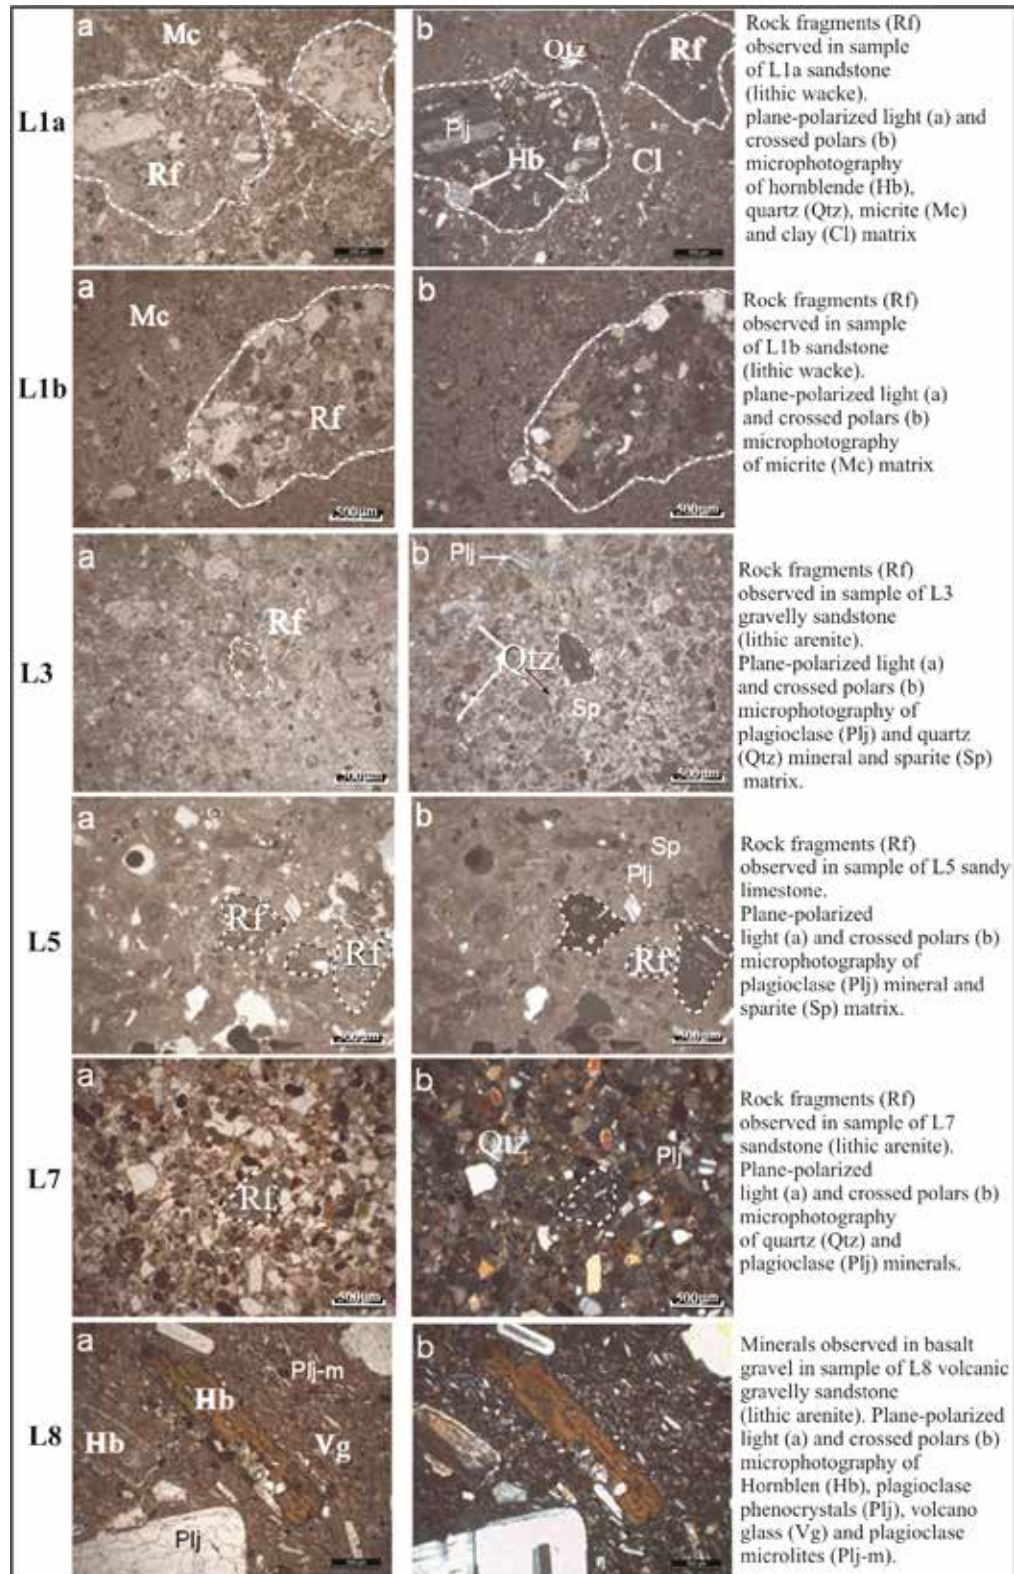 a
Mc
b
Qtz
Rf
L1a
Plj
Rf
Hb
Cl
Rock fragments (Rf)
observed in sample
of L1a sandstone
(lithic wacke).
plane-polarized light (a) and
crossed polars (b)
microphotography
of hornblende (Hb),
quartz (Qtz), micrite (Mc)
and clay (Cl) matrix
a
Mc
b
L1b
Rf
500µm
500µm
Rock fragments (Rf)
observed in sample
of L1b sandstone
(lithic wacke).
plane-polarized light (a)
and crossed polars (b)
microphotography
of micrite (Mc) matrix
a
b
Plj
Rf
L3
Qtz
Sp
500µm
500µm
Rock fragments (Rf)
observed in sample of L3
gravelly sandstone
(lithic arenite).
Plane-polarized light (a)
and crossed polars (b)
microphotography of
plagioclase (Plj) and quartz
(Qtz) mineral and sparite (Sp)
matrix.
a
b
Sp
Plj
L5
Rf
Rf
Rf
500µm
500µm
Rock fragments (Rf)
observed in sample of L5 sandy
limestone.
Plane-polarized
light (a) and crossed polars (b)
microphotography of
plagioclase (Plj) mineral and
sparite (Sp) matrix.
a
b
Qtz
Plj
L7
Rf
500µm
500µm
Rock fragments (Rf)
observed in sample of L7
sandstone (lithic arenite).
Plane-polarized
light (a) and crossed polars (b)
microphotography
of quartz (Qtz) and
plagioclase (Plj) minerals.
a
b
Plj-m
Hb
L8
Hb
Vg
Plj
Minerals observed in basalt
gravel in sample of L8 volcanic
gravelly sandstone
(lithic arenite). Plane-polarized
light (a) and crossed polars (b)
microphotography of
Hornblen (Hb), plagioclase
phenocrystals (Plj), volcano
glass (Vg) and plagioclase
microlites (Plj-m).